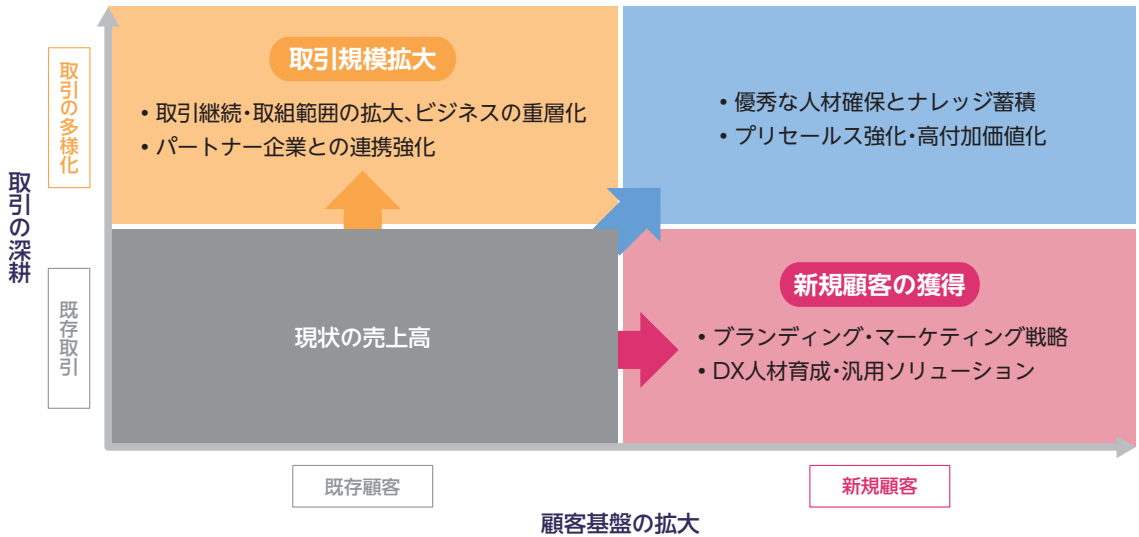 取引の深耕
取引の多様化
既存取引
取引規模拡大
• 取引継続・取組範囲の拡大、ビジネスの重層化
• パートナー企業との連携強化
• 優秀な人材確保とナレッジ蓄積
• プリセールス強化・高付加価値化
現状の売上高
新規顧客の獲得
• ブランディング・マーケティング戦略
• DX人材育成・汎用ソリューション
既存顧客
新規顧客
顧客基盤の拡大